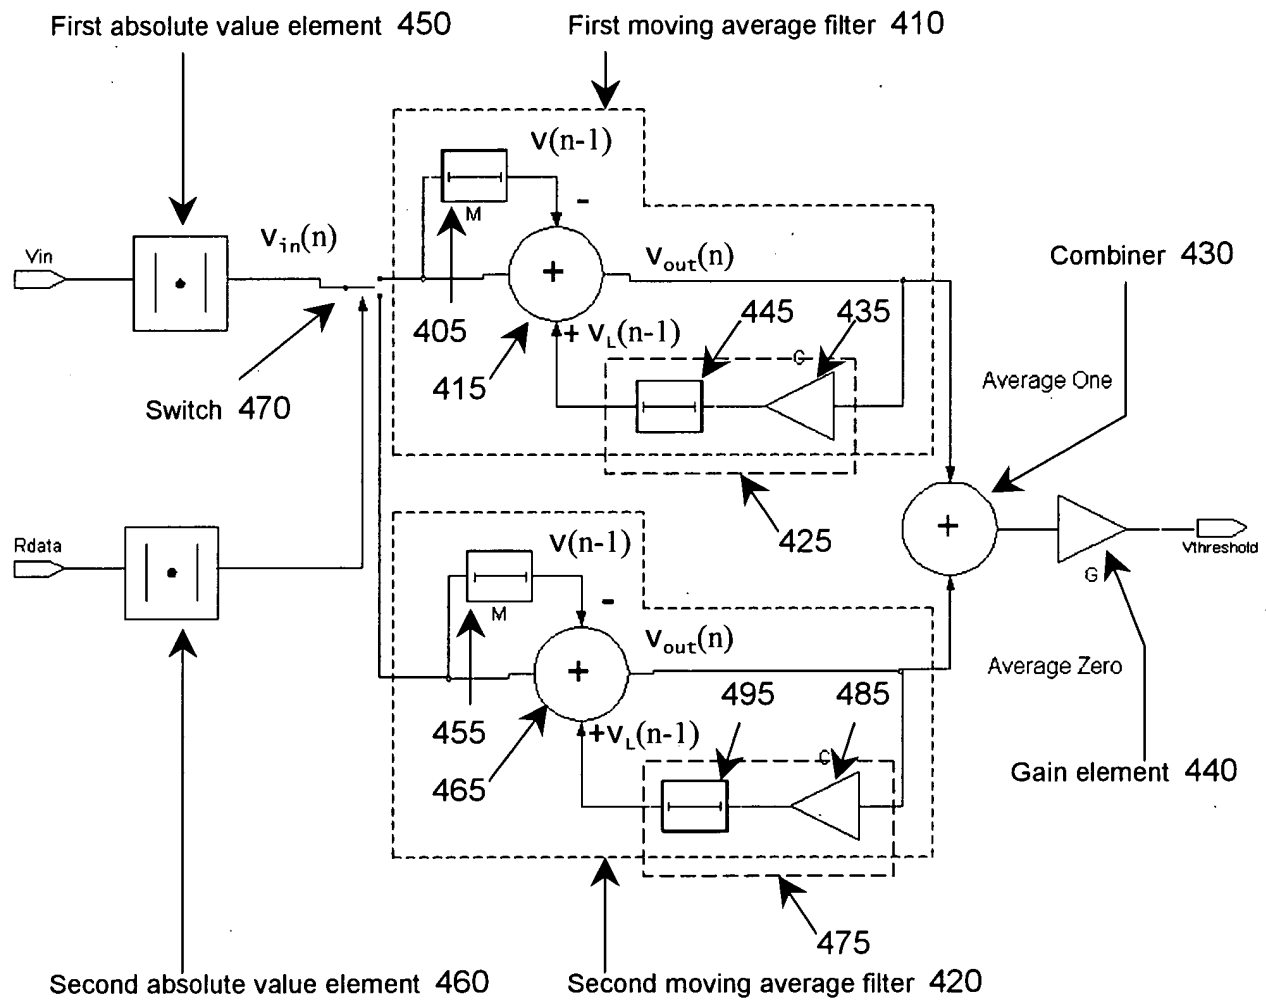 First absolute value element 450
First moving average filter 410
v(n-1)
M
-
Vin
v_in(n)
+
v_out(n)
Combiner 430
405
+ v_L(n-1)
445
435
G
415
Switch 470
Average One
425
+
Rdata
v(n-1)
M
-
Vthreshold
G
+
v_out(n)
Average Zero
455
+v_L(n-1)
495
485
465
Gain element 440
475
Second absolute value element 460
Second moving average filter 420